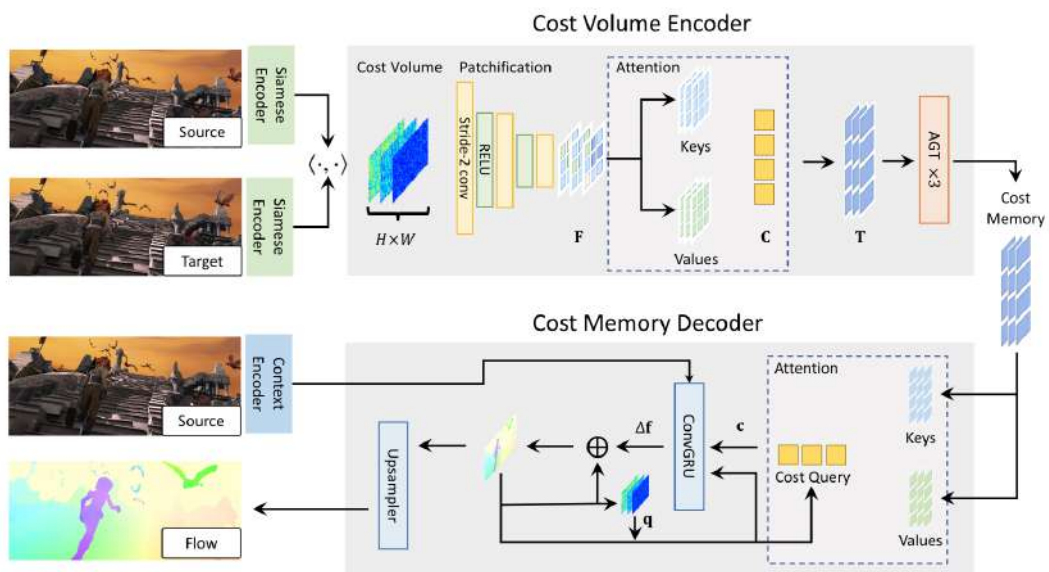 Cost Volume Encoder
Siamese
Encoder
Source
Siamese
Encoder
Target
⟨·,·⟩
Cost Volume
H×W
Patchification
Stride-2 conv
RELU
F
Attention
Keys
Values
C
T
AGT ×3
Cost
Memory
Cost Memory Decoder
Context
Encoder
Source
Flow
Upsampler
Δf
q
ConvGRU
c
Attention
Cost Query
Keys
Values